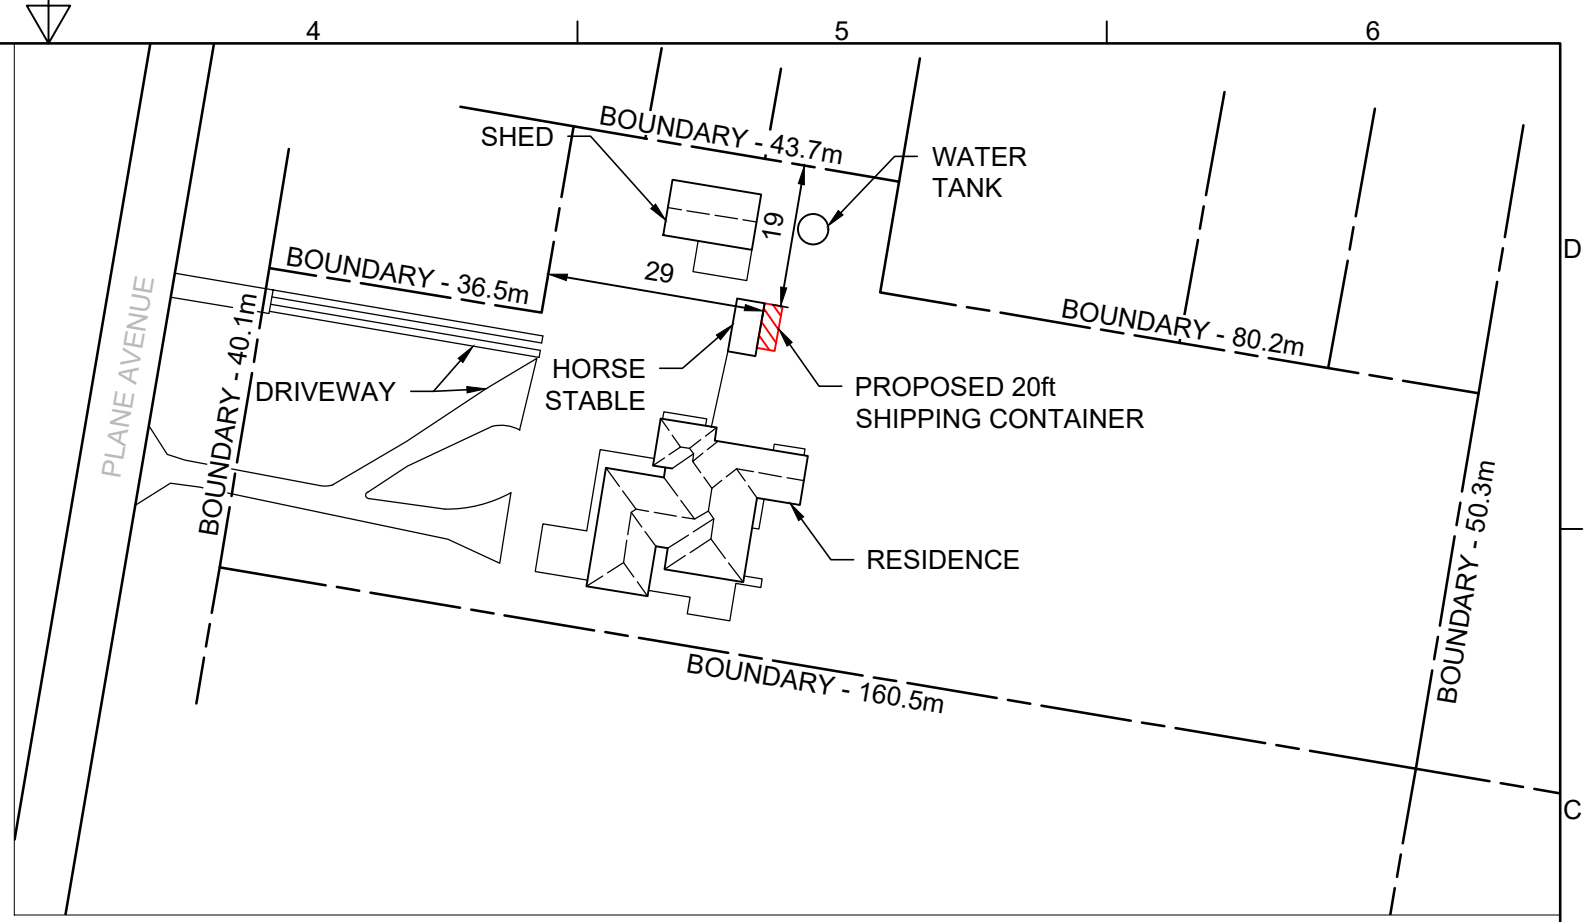 4
5
6
BOUNDARY - 43.7m
SHED
WATER
TANK
19
D
29
BOUNDARY - 36.5m
PLANE AVENUE
BOUNDARY - 40.1m
BOUNDARY - 80.2m
HORSE
STABLE
DRIVEWAY
PROPOSED 20ft
SHIPPING CONTAINER
BOUNDARY - 50.3m
RESIDENCE
BOUNDARY - 160.5m
C